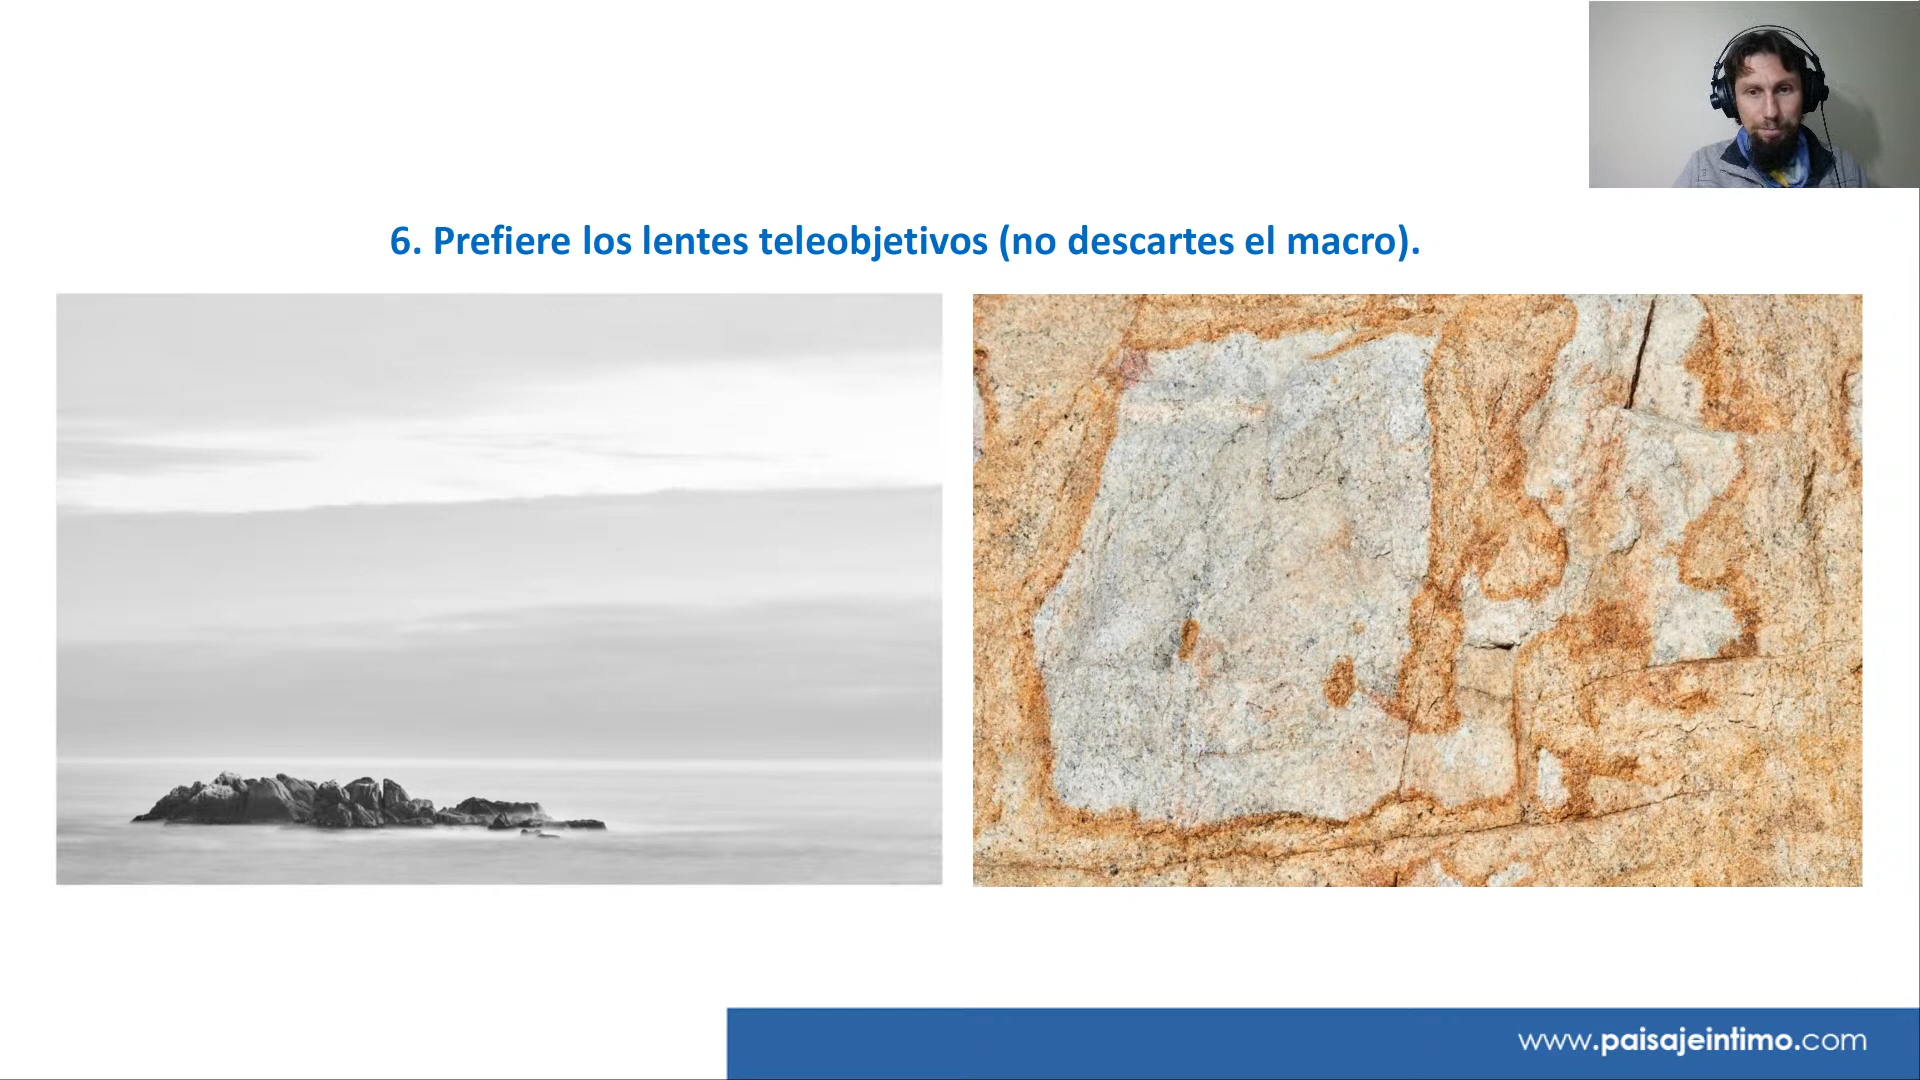 6. Prefiere los lentes teleobjetivos (no descartes el macro).
www.paisajeintimo.com